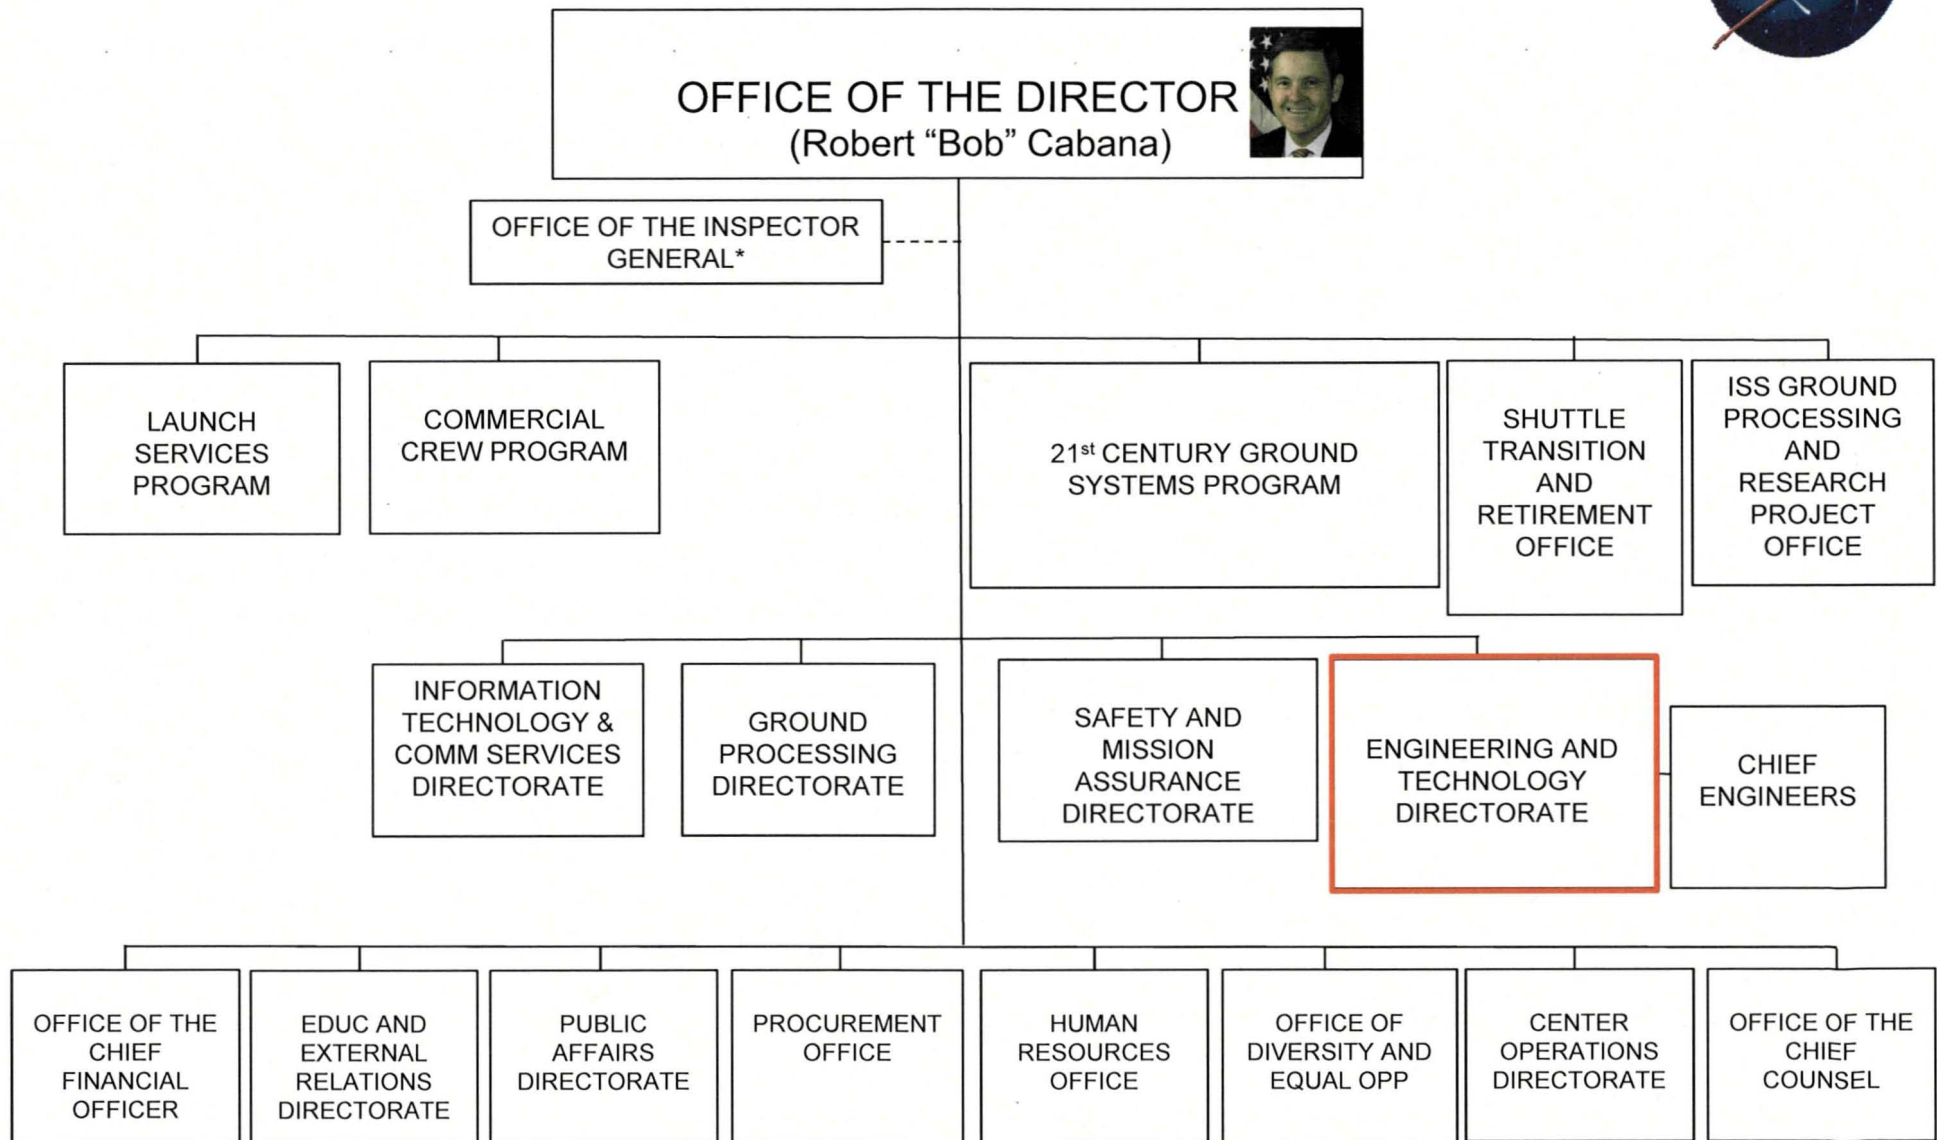 OFFICE OF THE DIRECTOR
(Robert “Bob” Cabana)
OFFICE OF THE INSPECTOR
GENERAL*
LAUNCH
SERVICES
PROGRAM
COMMERCIAL
CREW PROGRAM
21st CENTURY GROUND
SYSTEMS PROGRAM
SHUTTLE
TRANSITION
AND
RETIREMENT
OFFICE
ISS GROUND
PROCESSING
AND
RESEARCH
PROJECT
OFFICE
INFORMATION
TECHNOLOGY &
COMM SERVICES
DIRECTORATE
GROUND
PROCESSING
DIRECTORATE
SAFETY AND
MISSION
ASSURANCE
DIRECTORATE
ENGINEERING AND
TECHNOLOGY
DIRECTORATE
CHIEF
ENGINEERS
OFFICE OF THE
CHIEF
FINANCIAL
OFFICER
EDUC AND
EXTERNAL
RELATIONS
DIRECTORATE
PUBLIC
AFFAIRS
DIRECTORATE
PROCUREMENT
OFFICE
HUMAN
RESOURCES
OFFICE
OFFICE OF
DIVERSITY AND
EQUAL OPP
CENTER
OPERATIONS
DIRECTORATE
OFFICE OF THE
CHIEF
COUNSEL